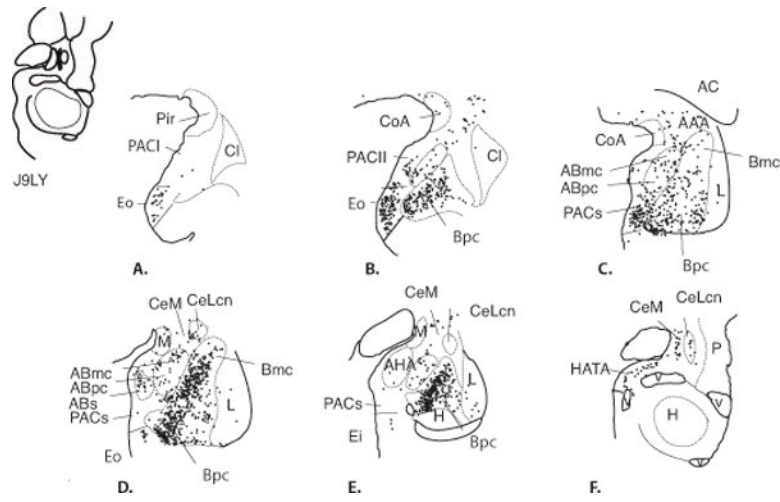 J9LY
Pir
PACI
Cl
Eo
A.
CoA
PACII
Cl
Eo
Bpc
B.
AC
AAA
CoA
ABmc
Bmc
ABpc
L
PACs
Bpc
C.
CeM
CeLcn
M
Bmc
ABmc
ABpc
ABs
L
PACs
Eo
Bpc
D.
CeM
CeLcn
M
AHA
L
PACs
H
Ei
Bpc
E.
CeLcn
CeM
P
HATA
V
V
H
V
F.